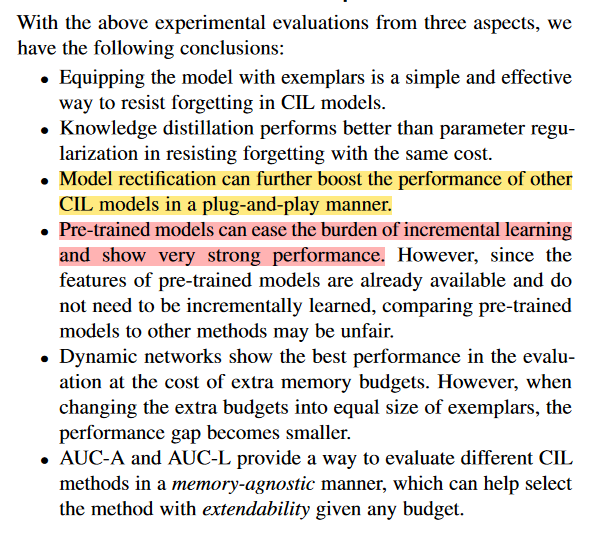 With the above experimental evaluations from three aspects, we
have the following conclusions:
• Equipping the model with exemplars is a simple and effective
way to resist forgetting in CIL models.
• Knowledge distillation performs better than parameter regu-
larization in resisting forgetting with the same cost.
• Model rectification can further boost the performance of other
CIL models in a plug-and-play manner.
• Pre-trained models can ease the burden of incremental learning
and show very strong performance. However, since the
features of pre-trained models are already available and do
not need to be incrementally learned, comparing pre-trained
models to other methods may be unfair.
• Dynamic networks show the best performance in the evalu-
ation at the cost of extra memory budgets. However, when
changing the extra budgets into equal size of exemplars, the
performance gap becomes smaller.
• AUC-A and AUC-L provide a way to evaluate different CIL
methods in a memory-agnostic manner, which can help select
the method with extendability given any budget.